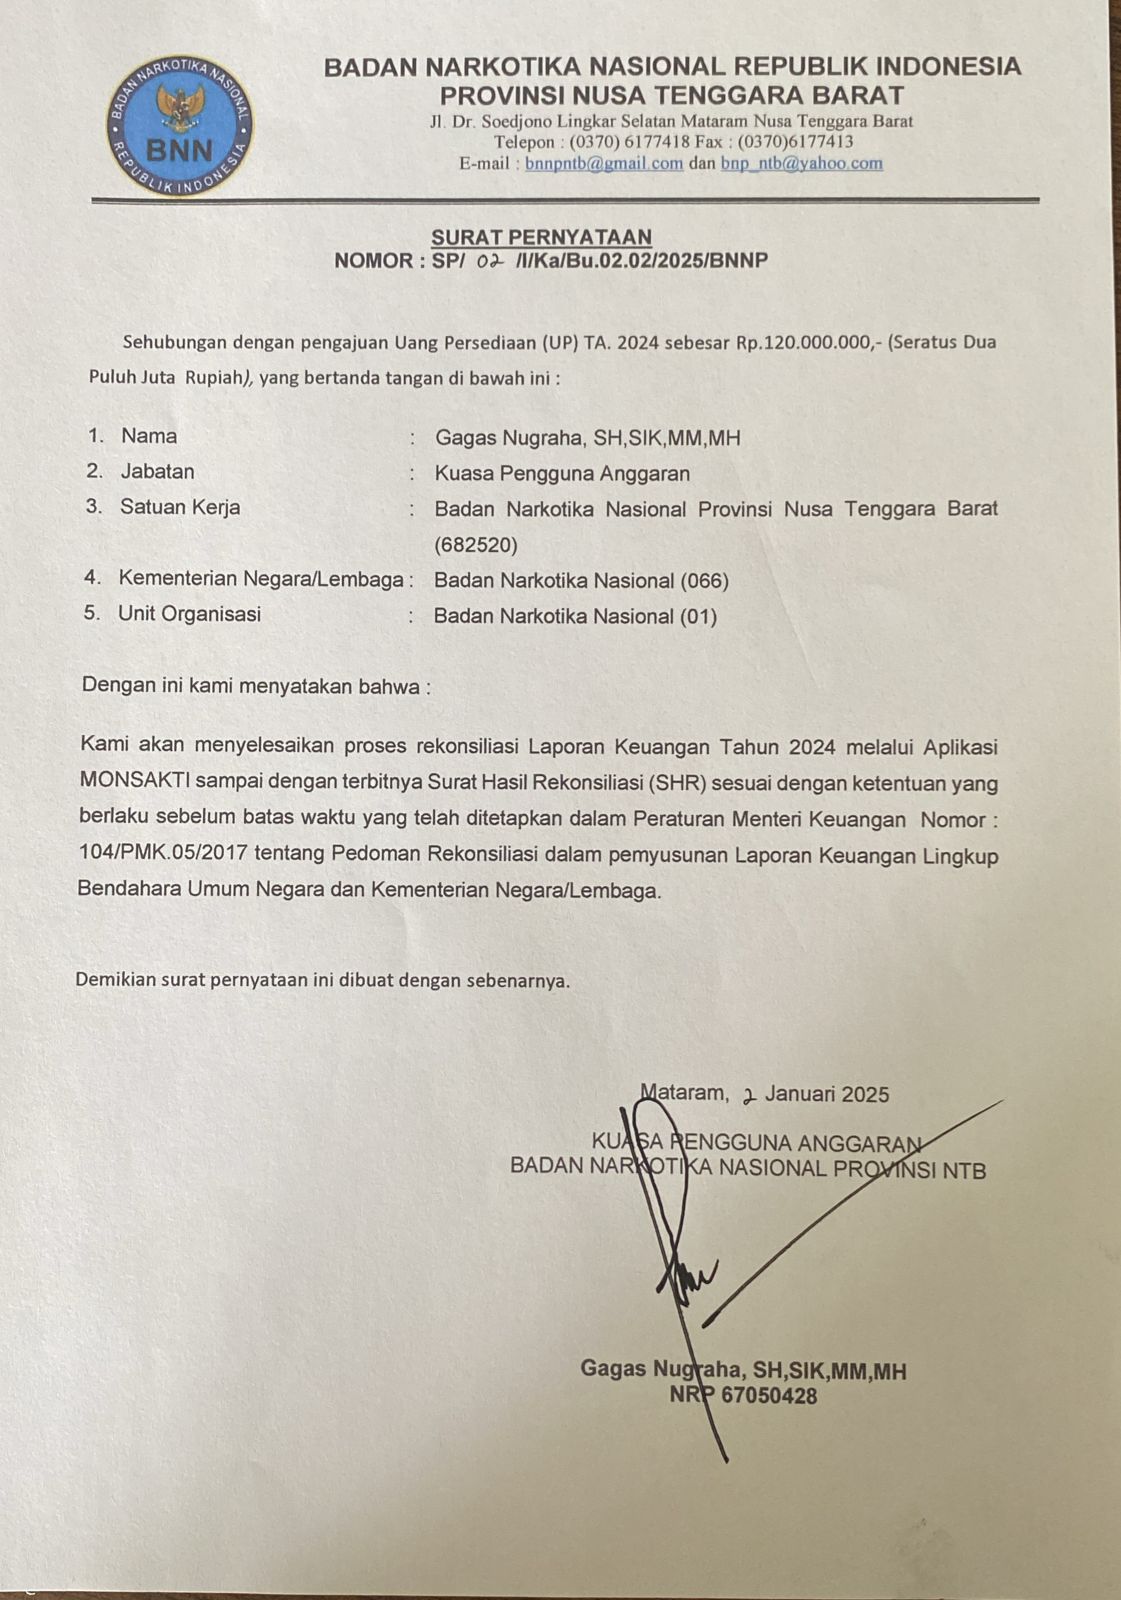 BADAN NARKOTIKA NASIONAL
BNN
REPUBLIK INDONESIA
BADAN NARKOTIKA NASIONAL REPUBLIK INDONESIA
PROVINSI NUSA TENGGARA BARAT
Jl. Dr. Soedjono Lingkar Selatan Mataram Nusa Tenggara Barat
Telepon : (0370) 6177418 Fax : (0370)6177413
E-mail : bnnpntb@gmail.com dan bnp_ntb@yahoo.com
SURAT PERNYATAAN
NOMOR : SP/ 02 /I/Ka/Bu.02.02/2025/BNNP
Sehubungan dengan pengajuan Uang Persediaan (UP) TA. 2024 sebesar Rp.120.000.000,- (Seratus Dua
Puluh Juta Rupiah), yang bertanda tangan di bawah ini :
1. Nama : Gagas Nugraha, SH,SIK,MM,MH
2. Jabatan : Kuasa Pengguna Anggaran
3. Satuan Kerja : Badan Narkotika Nasional Provinsi Nusa Tenggara Barat
(682520)
4. Kementerian Negara/Lembaga : Badan Narkotika Nasional (066)
5. Unit Organisasi : Badan Narkotika Nasional (01)
Dengan ini kami menyatakan bahwa :
Kami akan menyelesaikan proses rekonsiliasi Laporan Keuangan Tahun 2024 melalui Aplikasi
MONSAKTI sampai dengan terbitnya Surat Hasil Rekonsiliasi (SHR) sesuai dengan ketentuan yang
berlaku sebelum batas waktu yang telah ditetapkan dalam Peraturan Menteri Keuangan Nomor :
104/PMK.05/2017 tentang Pedoman Rekonsiliasi dalam pemyusunan Laporan Keuangan Lingkup
Bendahara Umum Negara dan Kementerian Negara/Lembaga.
Demikian surat pernyataan ini dibuat dengan sebenarnya.
Mataram, 2 Januari 2025
KUASA PENGGUNA ANGGARAN
BADAN NARKOTIKA NASIONAL PROVINSI NTB
Gagas Nugraha, SH,SIK,MM,MH
NRP 67050428